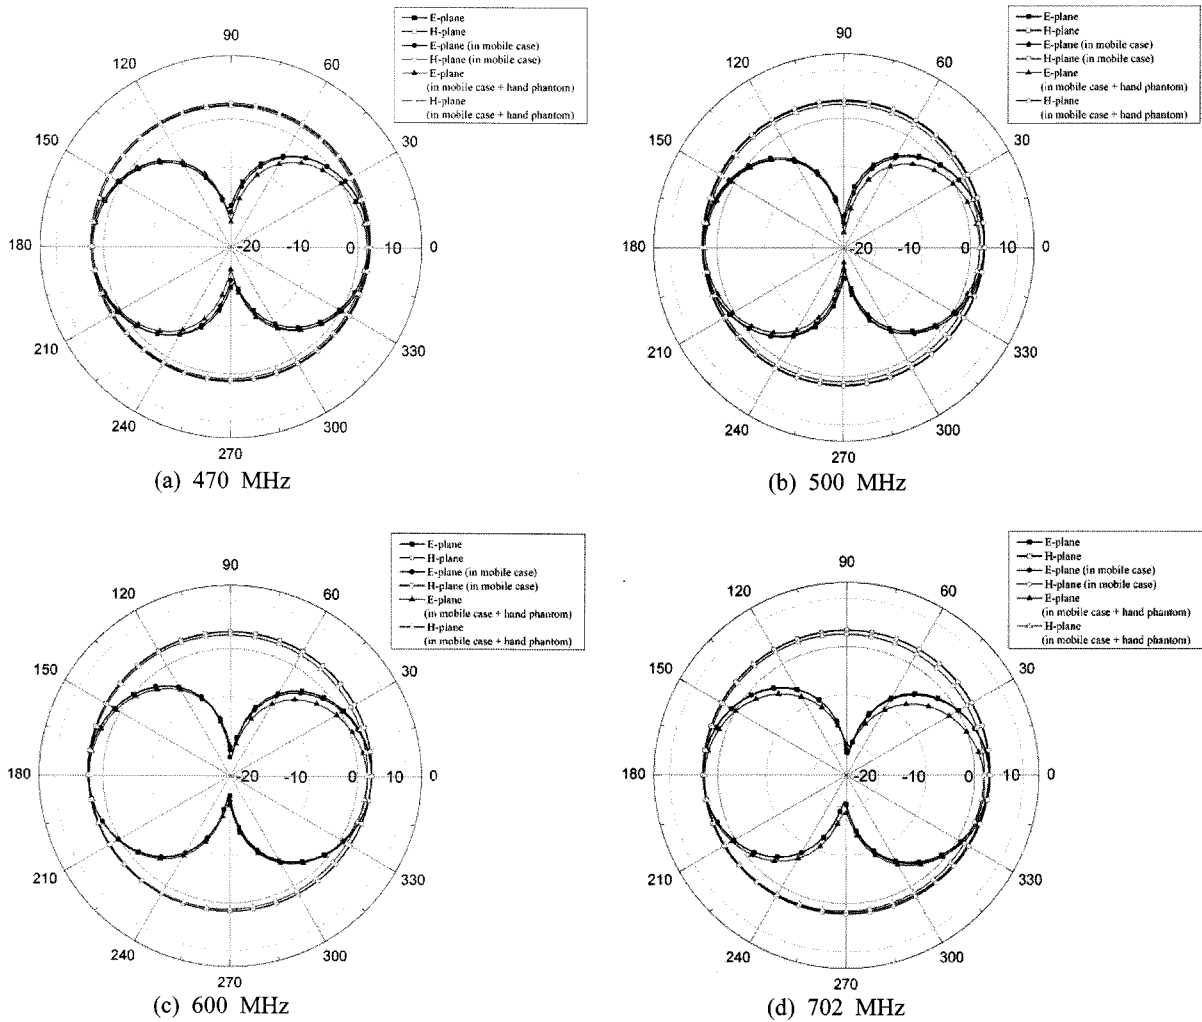 E-plane
H-plane
E-plane (in mobile case)
H-plane (in mobile case)
E-plane
(in mobile case + hand phantom)
H-plane
(in mobile case + hand phantom)
90
120 60
150 30
180 -20 -10 0 10 0
210 330
240 300
270
(a) 470 MHz
E-plane
H-plane
E-plane (in mobile case)
H-plane (in mobile case)
E-plane
(in mobile case + hand phantom)
H-plane
(in mobile case + hand phantom)
90
120 60
150 30
180 -20 -10 0 10 0
210 330
240 300
270
(b) 500 MHz
E-plane
H-plane
E-plane (in mobile case)
H-plane (in mobile case)
E-plane
(in mobile case + hand phantom)
H-plane
(in mobile case + hand phantom)
90
120 60
150 30
180 -20 -10 0 10 0
210 330
240 300
270
(c) 600 MHz
E-plane
H-plane
E-plane (in mobile case)
H-plane (in mobile case)
E-plane
(in mobile case + hand phantom)
H-plane
(in mobile case + hand phantom)
90
120 60
150 30
180 -20 -10 0 10 0
210 330
240 300
270
(d) 702 MHz